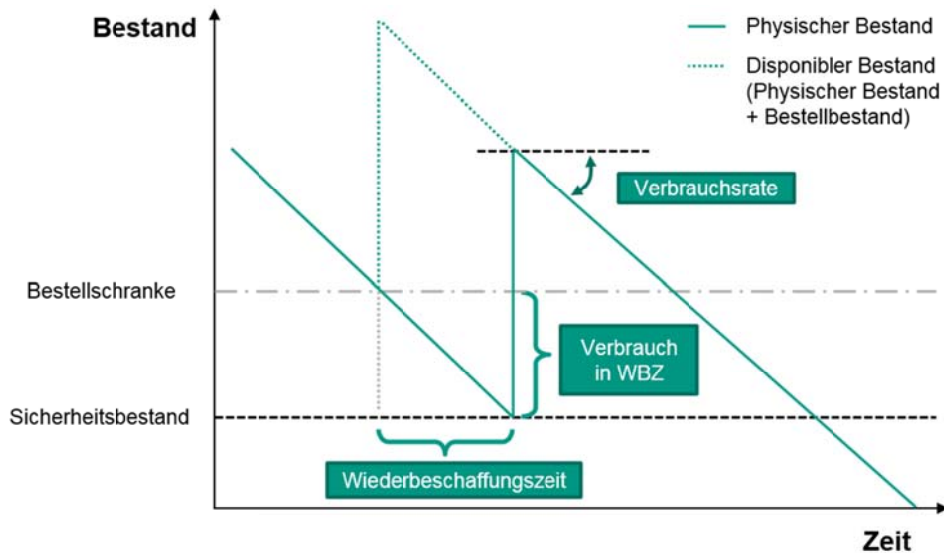 Bestand
Physischer Bestand
Disponibler Bestand
(Physischer Bestand
+ Bestellbestand)
Verbrauchsrate
Bestellschranke
Verbrauch
in WBZ
Sicherheitsbestand
Wiederbeschaffungszeit
Zeit